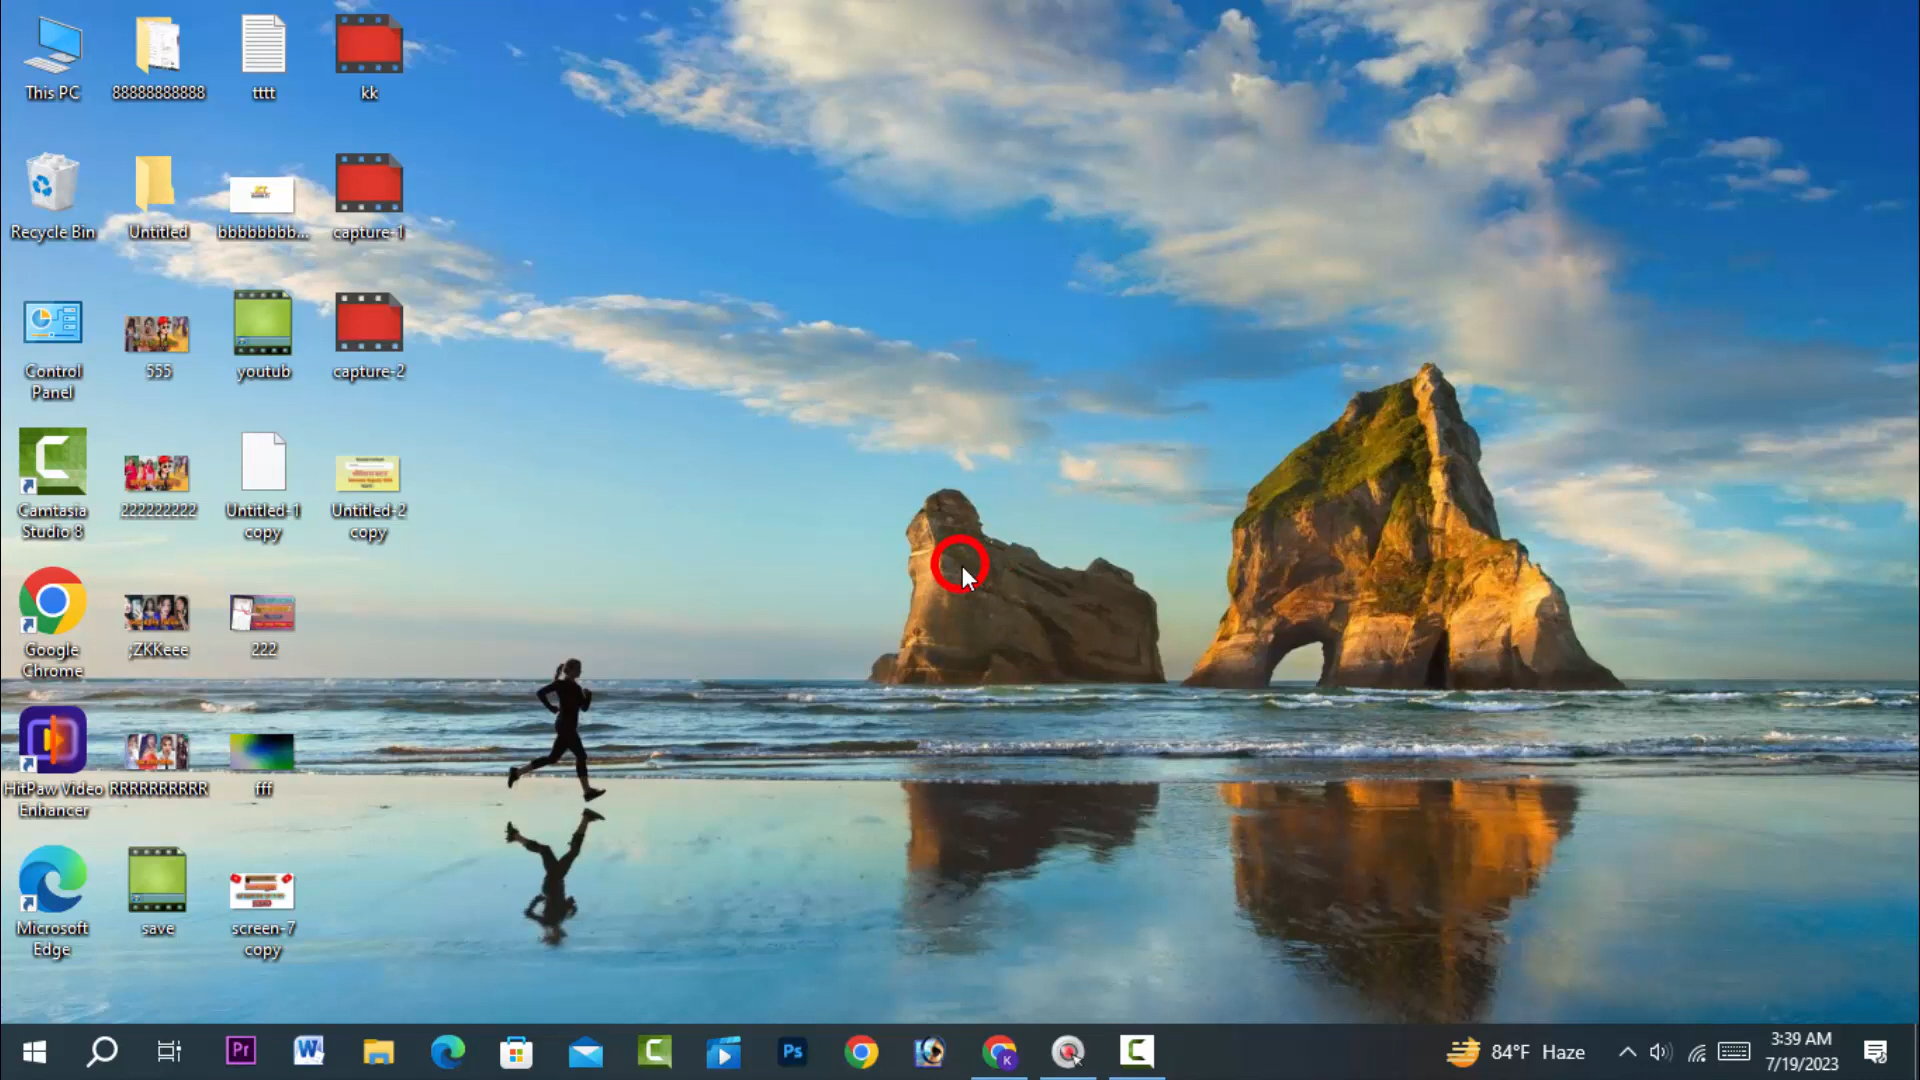 This PC
88888888888
tttt
kk
Recycle Bin
Untitled
bbbbbbbb...
capture-1
Control
Panel
555
youtub
capture-2
Camtasia
Studio 8
222222222
Untitled-1
copy
Untitled-2
copy
Google
Chrome
;ZKKeee
222
HitPaw Video
Enhancer
RRRRRRRRRR
fff
Microsoft
Edge
save
screen-7
copy
Pr
W
Ps
K
84°F Haze
3:39 AM
7/19/2023